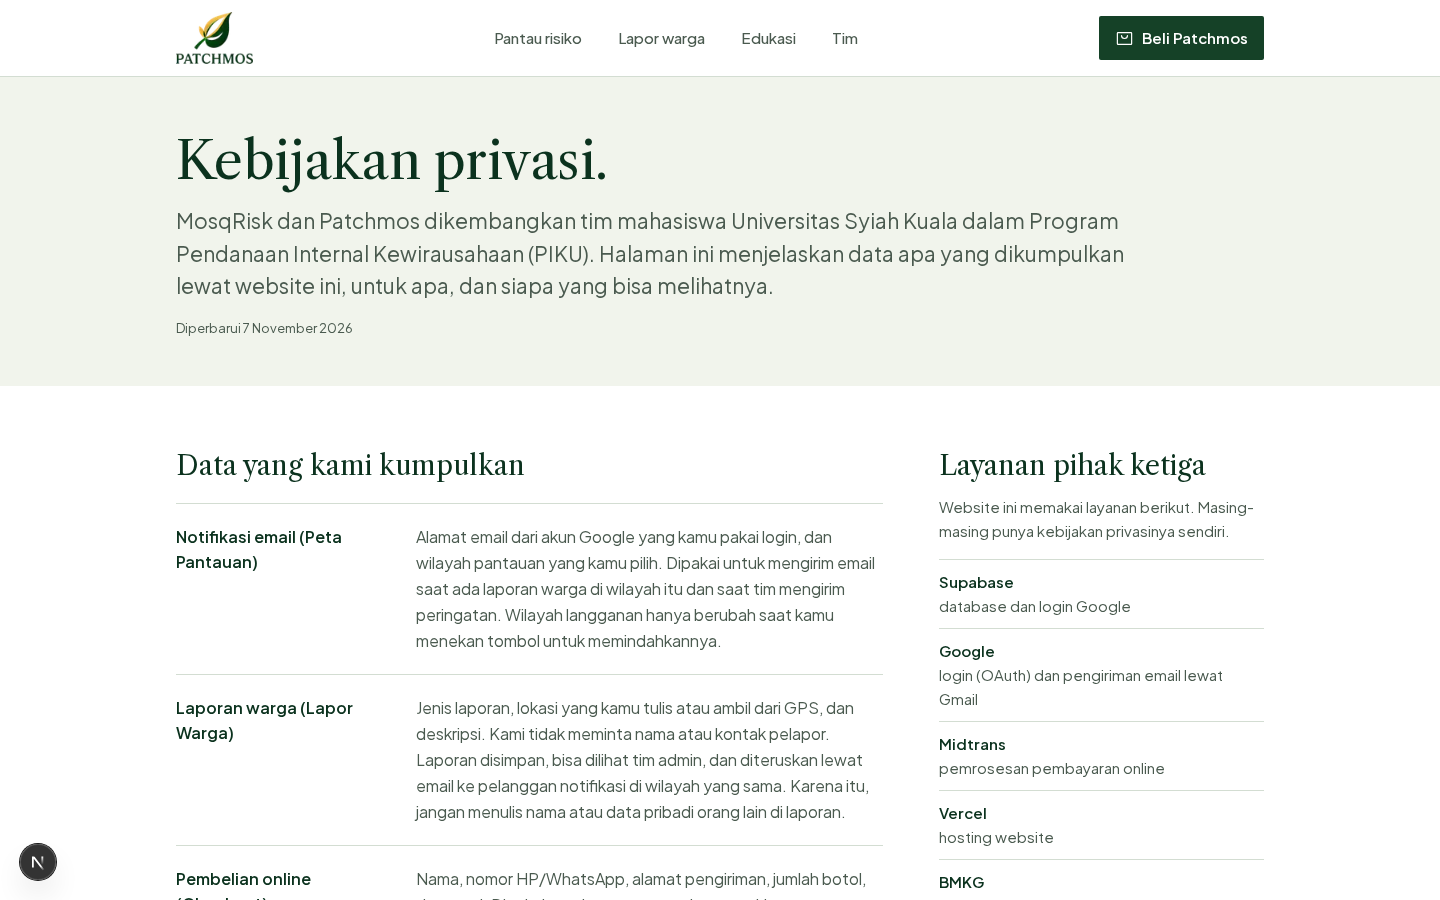 PATCHMOS
Pantau risiko
Lapor warga
Edukasi
Tim
Beli Patchmos
Kebijakan privasi.
MosqRisk dan Patchmos dikembangkan tim mahasiswa Universitas Syiah Kuala dalam Program
Pendanaan Internal Kewirausahaan (PIKU). Halaman ini menjelaskan data apa yang dikumpulkan
lewat website ini, untuk apa, dan siapa yang bisa melihatnya.
Diperbarui 7 November 2026
Data yang kami kumpulkan
Notifikasi email (Peta
Pantauan)
Alamat email dari akun Google yang kamu pakai login, dan
wilayah pantauan yang kamu pilih. Dipakai untuk mengirim email
saat ada laporan warga di wilayah itu dan saat tim mengirim
peringatan. Wilayah langganan hanya berubah saat kamu
menekan tombol untuk memindahkannya.
Laporan warga (Lapor
Warga)
Jenis laporan, lokasi yang kamu tulis atau ambil dari GPS, dan
deskripsi. Kami tidak meminta nama atau kontak pelapor.
Laporan disimpan, bisa dilihat tim admin, dan diteruskan lewat
email ke pelanggan notifikasi di wilayah yang sama. Karena itu,
jangan menulis nama atau data pribadi orang lain di laporan.
Pembelian online
Nama, nomor HP/WhatsApp, alamat pengiriman, jumlah botol,
Layanan pihak ketiga
Website ini memakai layanan berikut. Masing-
masing punya kebijakan privasinya sendiri.
Supabase
database dan login Google
Google
login (OAuth) dan pengiriman email lewat
Gmail
Midtrans
pemrosesan pembayaran online
Vercel
hosting website
BMKG
N